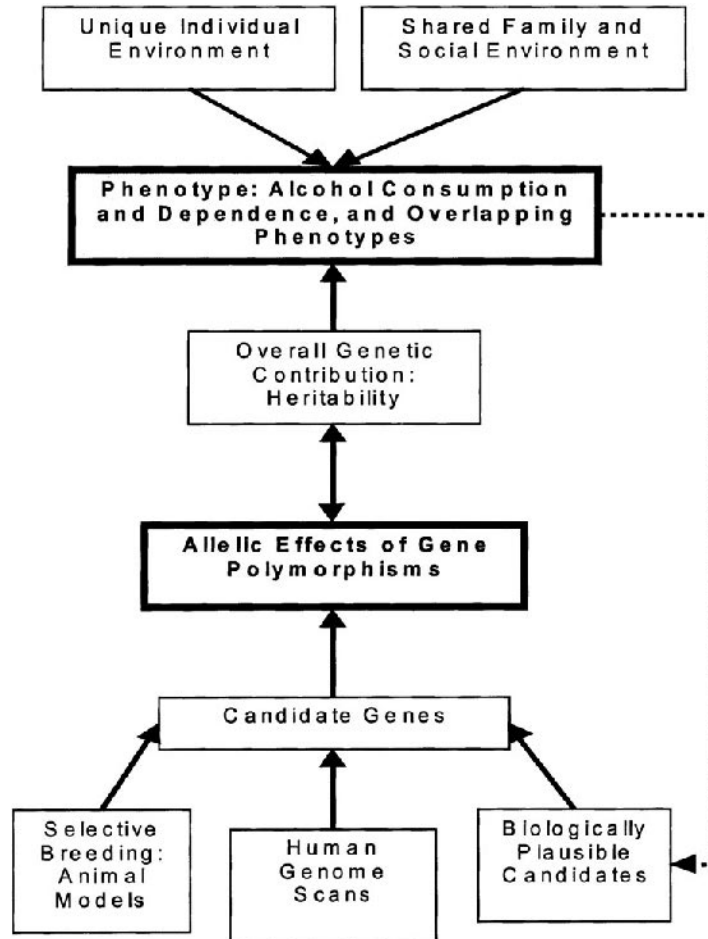 Unique Individual
Environment
Shared Family and
Social Environment
Phenotype: Alcohol Consumption
and Dependence, and Overlapping
Phenotypes
Overall Genetic
Contribution:
Heritability
Allelic Effects of Gene
Polymorphisms
Candidate Genes
Selective
Breeding:
Animal
Models
Human
Genome
Scans
Biologically
Plausible
Candidates